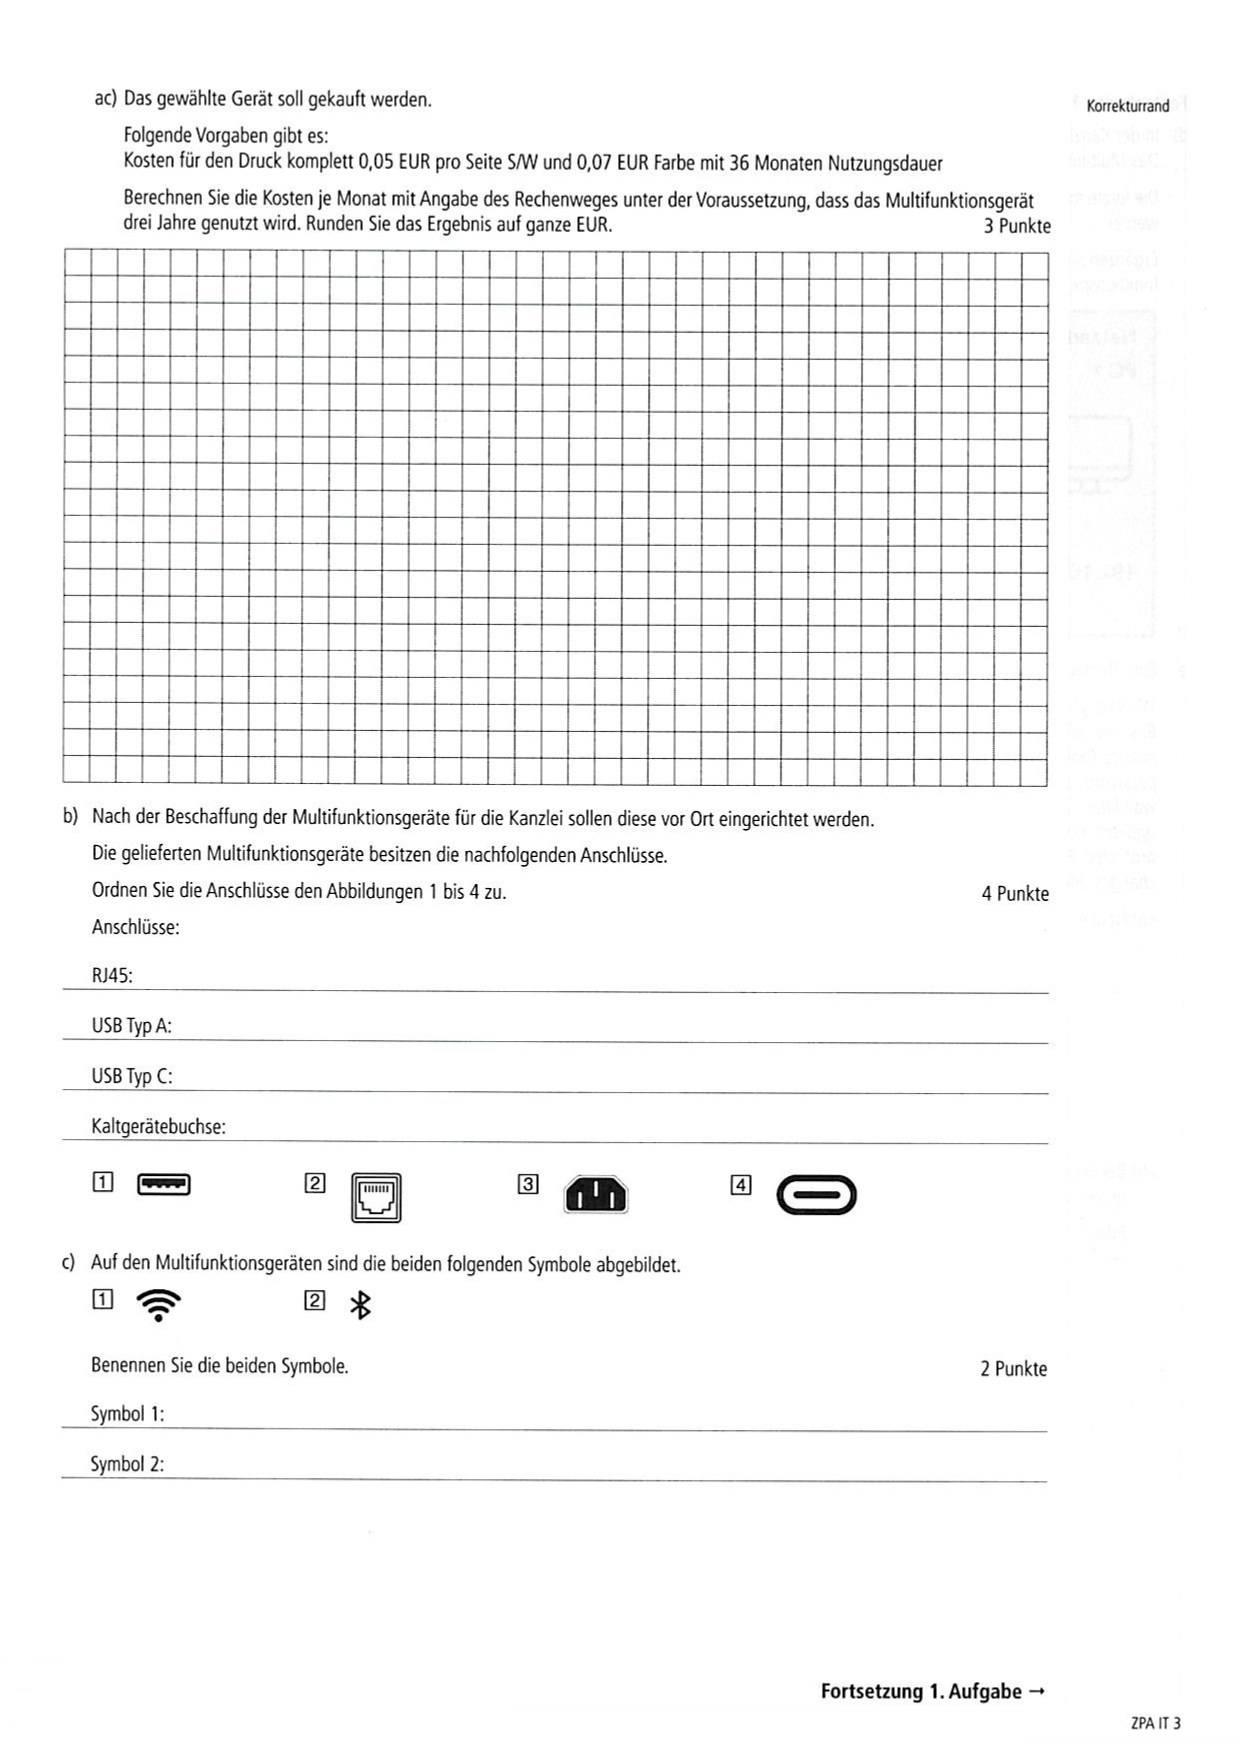 ac) Das gewählte Gerät soll gekauft werden.
Korrekturrand
Folgende Vorgaben gibt es:
Kosten für den Druck komplett 0,05 EUR pro Seite S/W und 0,07 EUR Farbe mit 36 Monaten Nutzungsdauer
Berechnen Sie die Kosten je Monat mit Angabe des Rechenweges unter der Voraussetzung, dass das Multifunktionsgerät
drei Jahre genutzt wird. Runden Sie das Ergebnis auf ganze EUR. 3 Punkte
b) Nach der Beschaffung der Multifunktionsgeräte für die Kanzlei sollen diese vor Ort eingerichtet werden.
Die gelieferten Multifunktionsgeräte besitzen die nachfolgenden Anschlüsse.
Ordnen Sie die Anschlüsse den Abbildungen 1 bis 4 zu. 4 Punkte
Anschlüsse:
RJ45:
USB Typ A:
USB Typ C:
Kaltgerätebuchse:
1 2 3 4
c) Auf den Multifunktionsgeräten sind die beiden folgenden Symbole abgebildet.
1 2
Benennen Sie die beiden Symbole. 2 Punkte
Symbol 1:
Symbol 2:
Fortsetzung 1. Aufgabe →
ZPA IT 3